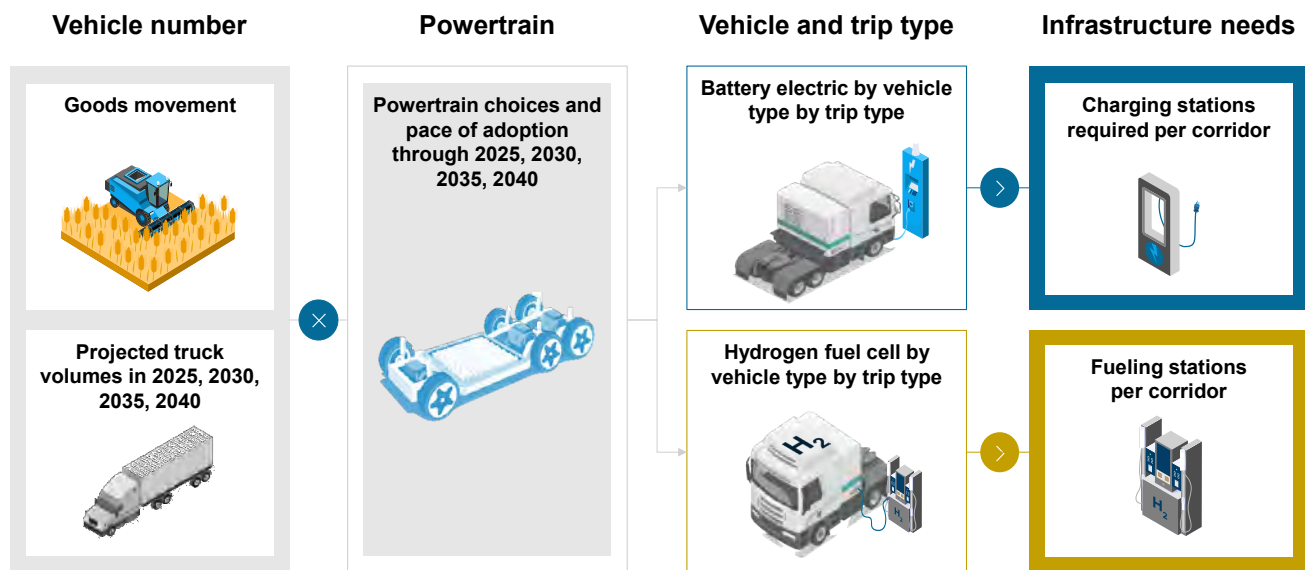 Vehicle number
Powertrain
Vehicle and trip type
Infrastructure needs
Goods movement
Projected truck
volumes in 2025, 2030,
2035, 2040
Powertrain choices and
pace of adoption
through 2025, 2030,
2035, 2040
Battery electric by vehicle
type by trip type
Hydrogen fuel cell by
vehicle type by trip type
H2
H2
Charging stations
required per corridor
Fueling stations
per corridor
H2